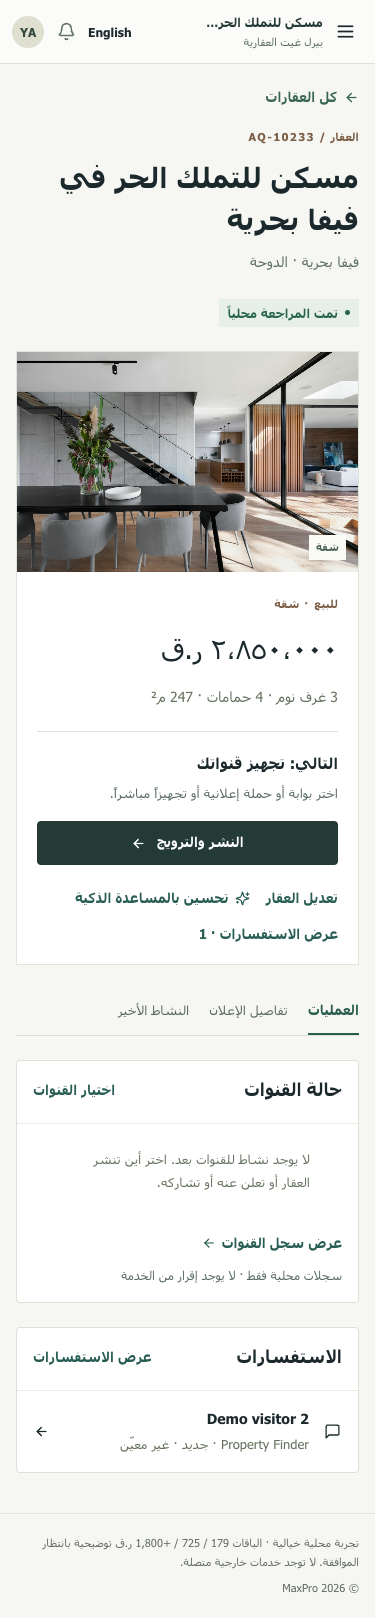 مسكن للتملك الحر...
بيرل غيت العقارية
English
YA
كل العقارات
العقار / AQ-10233
مسكن للتملك الحر في
فيفا بحرية
فيفا بحرية · الدوحة
• تمت المراجعة محلياً
شقة
للبيع · شقة
٢،٨٥٠،٠٠٠ ر.ق
3 غرف نوم · 4 حمامات · 247 م²
التالي: تجهيز قنواتك
اختر بوابة أو حملة إعلانية أو تجهيزاً مباشراً.
النشر والترويج
تعديل العقار
تحسين بالمساعدة الذكية
عرض الاستفسارات · 1
العمليات
تفاصيل الإعلان
النشاط الأخير
حالة القنوات
اختيار القنوات
لا يوجد نشاط للقنوات بعد. اختر أين تنشر
العقار أو تعلن عنه أو تشاركه.
عرض سجل القنوات
سجلات محلية فقط · لا يوجد إقرار من الخدمة
الاستفسارات
عرض الاستفسارات
Demo visitor 2
Property Finder · جديد · غير معيّن
تجربة محلية خيالية · الباقات 179 / 725 / +1,800 ر.ق توضيحية بانتظار
الموافقة. لا توجد خدمات خارجية متصلة.
© 2026 MaxPro